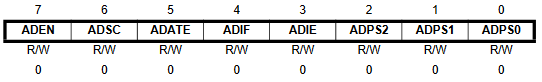 7 6 5 4 3 2 1 0
ADEN ADSC ADATE ADIF ADIE ADPS2 ADPS1 ADPS0
R/W R/W R/W R/W R/W R/W R/W R/W
0 0 0 0 0 0 0 0